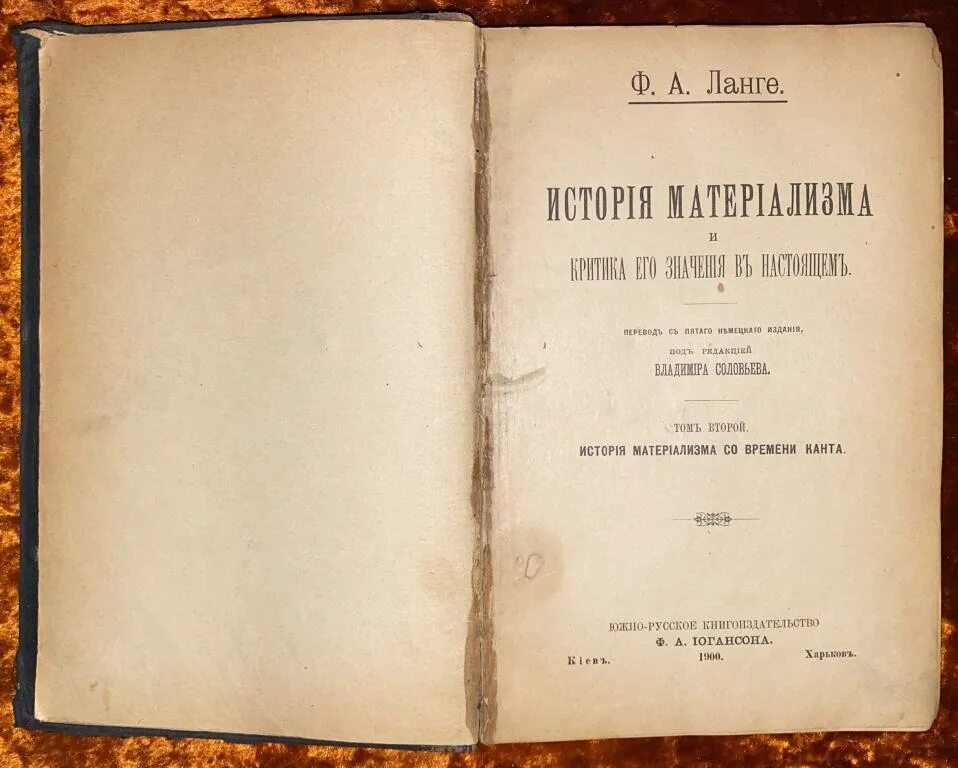 Ф. А. Ланге.
ИСТОРІЯ МАТЕРІАЛИЗМА
И
КРИТИКА ЕГО ЗНАЧЕНІЯ ВЪ НАСТОЯЩЕМЪ.
ПЕРЕВОДЪ СЪ ПЯТАГО НѢМЕЦКАГО ИЗДАНІЯ,
ПОДЪ РЕДАКЦІЕЙ
ВЛАДИМІРА СОЛОВЬЕВА.
ТОМЪ ВТОРОЙ.
ИСТОРІЯ МАТЕРІАЛИЗМА СО ВРЕМЕНИ КАНТА.
ЮЖНО-РУССКОЕ КНИГОИЗДАТЕЛЬСТВО
Ф. А. ІОГАНСОНА.
Кіевъ. 1900. Харьковъ.